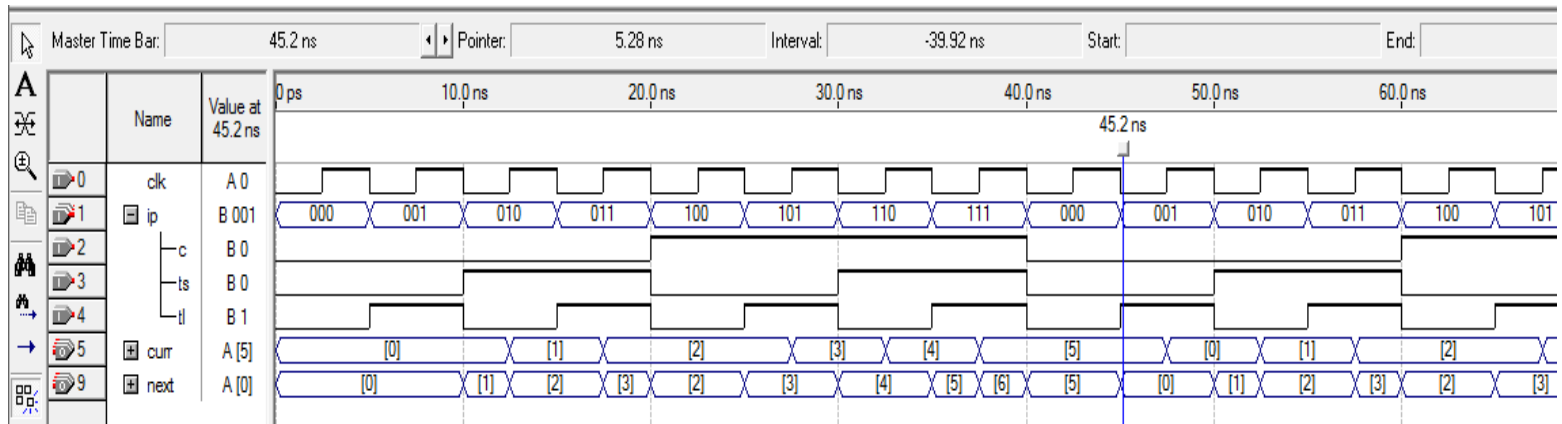 Master Time Bar: 45.2 ns Pointer: 5.28 ns Interval: -39.92 ns Start: End:
A
Name Value at 45.2 ns 0 ps 10.0 ns 20.0 ns 30.0 ns 40.0 ns 50.0 ns 60.0 ns
45.2 ns
0 clk A 0
1 ip B 001 000 001 010 011 100 101 110 111 000 001 010 011 100 101
2 c B 0
3 ts B 0
4 tl B 1
5 curr A [5] [0] [1] [2] [3] [4] [5] [0] [1] [2]
9 next A [0] [0] [1] [2] [3] [2] [3] [4] [5] [6] [5] [0] [1] [2] [3] [2] [3]